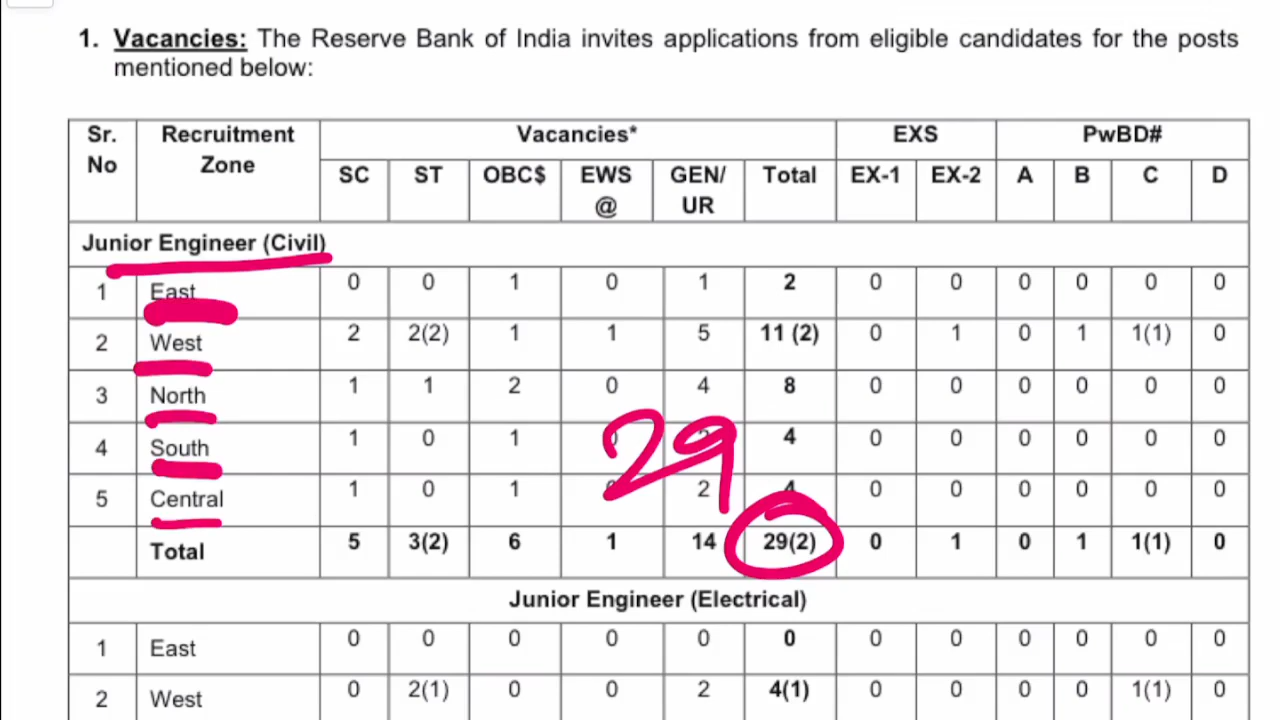 1. Vacancies: The Reserve Bank of India invites applications from eligible candidates for the posts
mentioned below:
Sr. No Recruitment Zone Vacancies* EXS PwBD#
SC ST OBC$ EWS @ GEN/ UR Total EX-1 EX-2 A B C D
Junior Engineer (Civil)
1 East 0 0 1 0 1 2 0 0 0 0 0 0
2 West 2 2(2) 1 1 5 11 (2) 0 1 0 1 1(1) 0
3 North 1 1 2 0 4 8 0 0 0 0 0 0
29
4 South 1 0 1 4 0 0 0 0 0 0
5 Central 1 0 1 2 4 0 0 0 0 0 0
Total 5 3(2) 6 1 14 29(2) 0 1 0 1 1(1) 0
Junior Engineer (Electrical)
1 East 0 0 0 0 0 0 0 0 0 0 0 0
2 West 0 2(1) 0 0 2 4(1) 0 0 0 0 1(1) 0